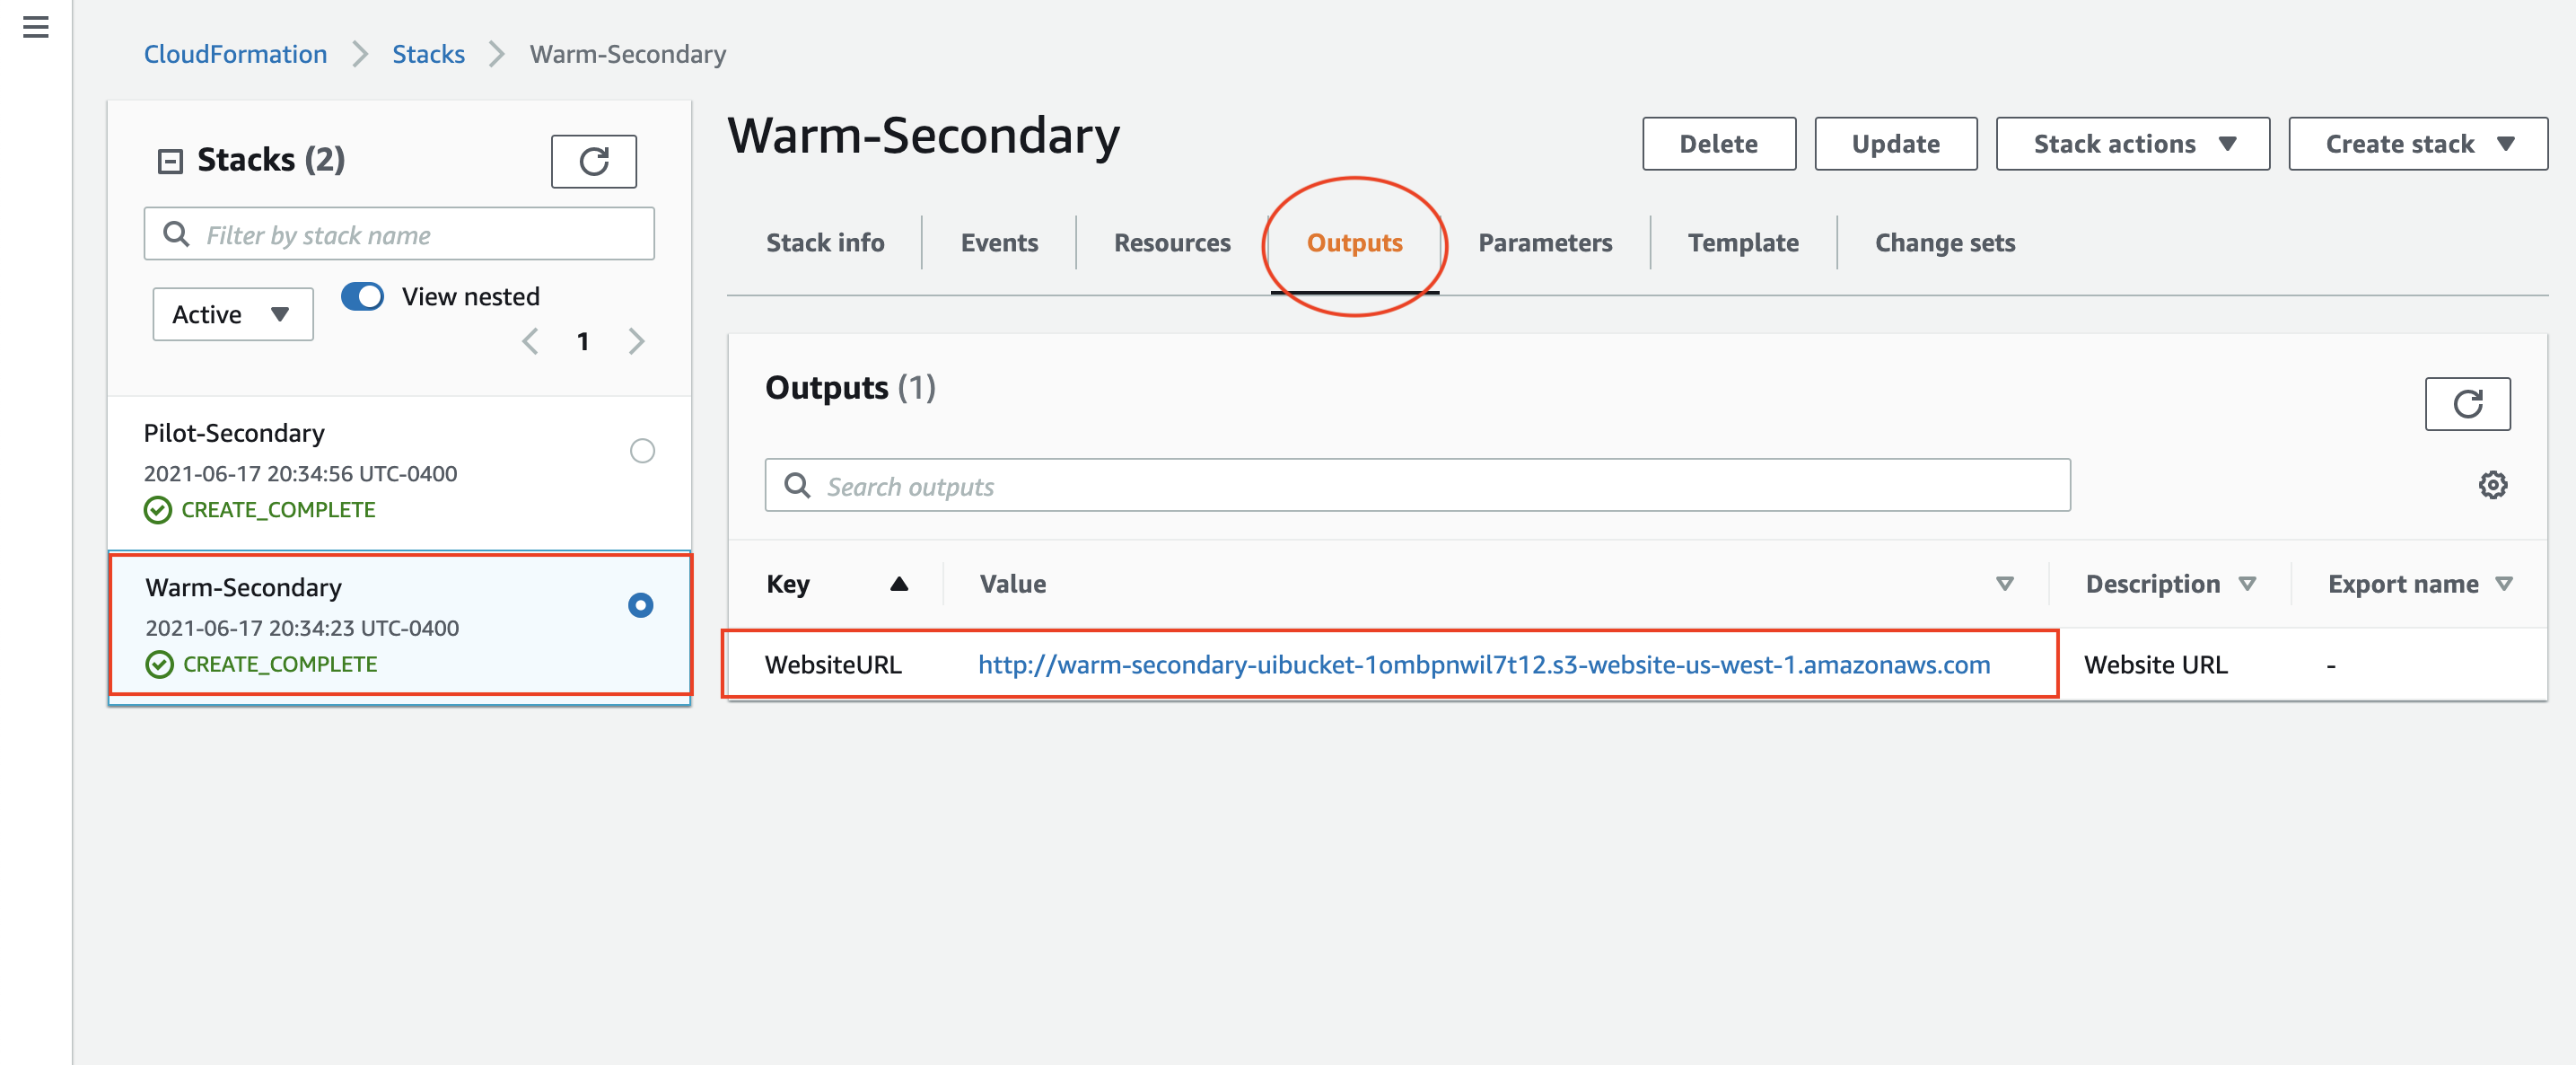 CloudFormation > Stacks > Warm-Secondary
Stacks (2)
Filter by stack name
Active
View nested
1
Pilot-Secondary
2021-06-17 20:34:56 UTC-0400
CREATE_COMPLETE
Warm-Secondary
2021-06-17 20:34:23 UTC-0400
CREATE_COMPLETE
Warm-Secondary
Delete Update Stack actions Create stack
Stack info Events Resources Outputs Parameters Template Change sets
Outputs (1)
Search outputs
Key Value Description Export name
WebsiteURL http://warm-secondary-uibucket-1ombpnwil7t12.s3-website-us-west-1.amazonaws.com Website URL -